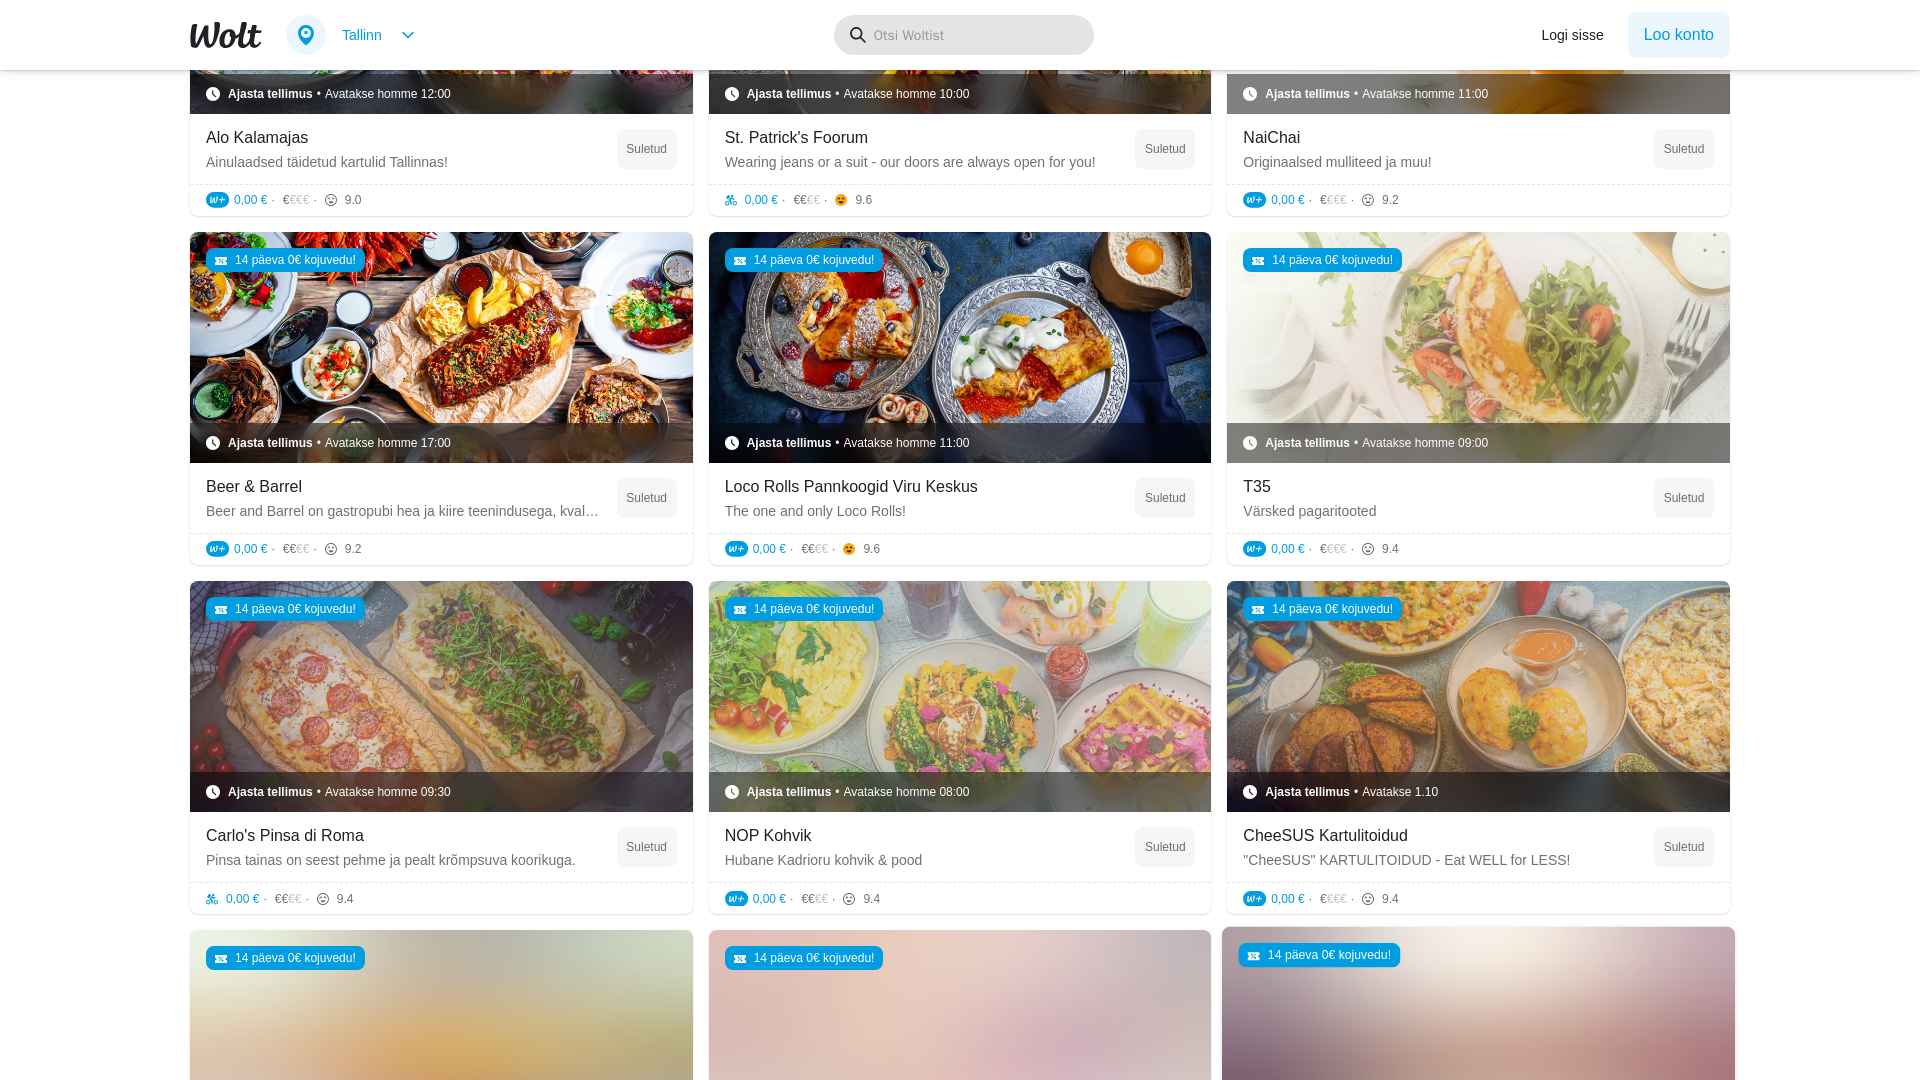 Wolt
Tallinn
Otsi Woltist
Logi sisse
Loo konto
Ajasta tellimus • Avatakse homme 12:00
Alo Kalamajas
Ainulaadsed täidetud kartulid Tallinnas!
Suletud
W+ 0,00 € · €€€€ · 9.0
Ajasta tellimus • Avatakse homme 10:00
St. Patrick's Foorum
Wearing jeans or a suit - our doors are always open for you!
Suletud
0,00 € · €€€€ · 9.6
Ajasta tellimus • Avatakse homme 11:00
NaiChai
Originaalsed mulliteed ja muu!
Suletud
W+ 0,00 € · €€€€ · 9.2
14 päeva 0€ kojuvedu!
Ajasta tellimus • Avatakse homme 17:00
Beer & Barrel
Beer and Barrel on gastropubi hea ja kiire teenindusega, kval…
Suletud
W+ 0,00 € · €€€€ · 9.2
14 päeva 0€ kojuvedu!
Ajasta tellimus • Avatakse homme 11:00
Loco Rolls Pannkoogid Viru Keskus
The one and only Loco Rolls!
Suletud
W+ 0,00 € · €€€€ · 9.6
14 päeva 0€ kojuvedu!
Ajasta tellimus • Avatakse homme 09:00
T35
Värsked pagaritooted
Suletud
W+ 0,00 € · €€€€ · 9.4
14 päeva 0€ kojuvedu!
Ajasta tellimus • Avatakse homme 09:30
Carlo's Pinsa di Roma
Pinsa tainas on seest pehme ja pealt krõmpsuva koorikuga.
Suletud
0,00 € · €€€€ · 9.4
14 päeva 0€ kojuvedu!
Ajasta tellimus • Avatakse homme 08:00
NOP Kohvik
Hubane Kadrioru kohvik & pood
Suletud
W+ 0,00 € · €€€€ · 9.4
14 päeva 0€ kojuvedu!
Ajasta tellimus • Avatakse 1.10
CheeSUS Kartulitoidud
"CheeSUS" KARTULITOIDUD - Eat WELL for LESS!
Suletud
W+ 0,00 € · €€€€ · 9.4
14 päeva 0€ kojuvedu!
14 päeva 0€ kojuvedu!
14 päeva 0€ kojuvedu!